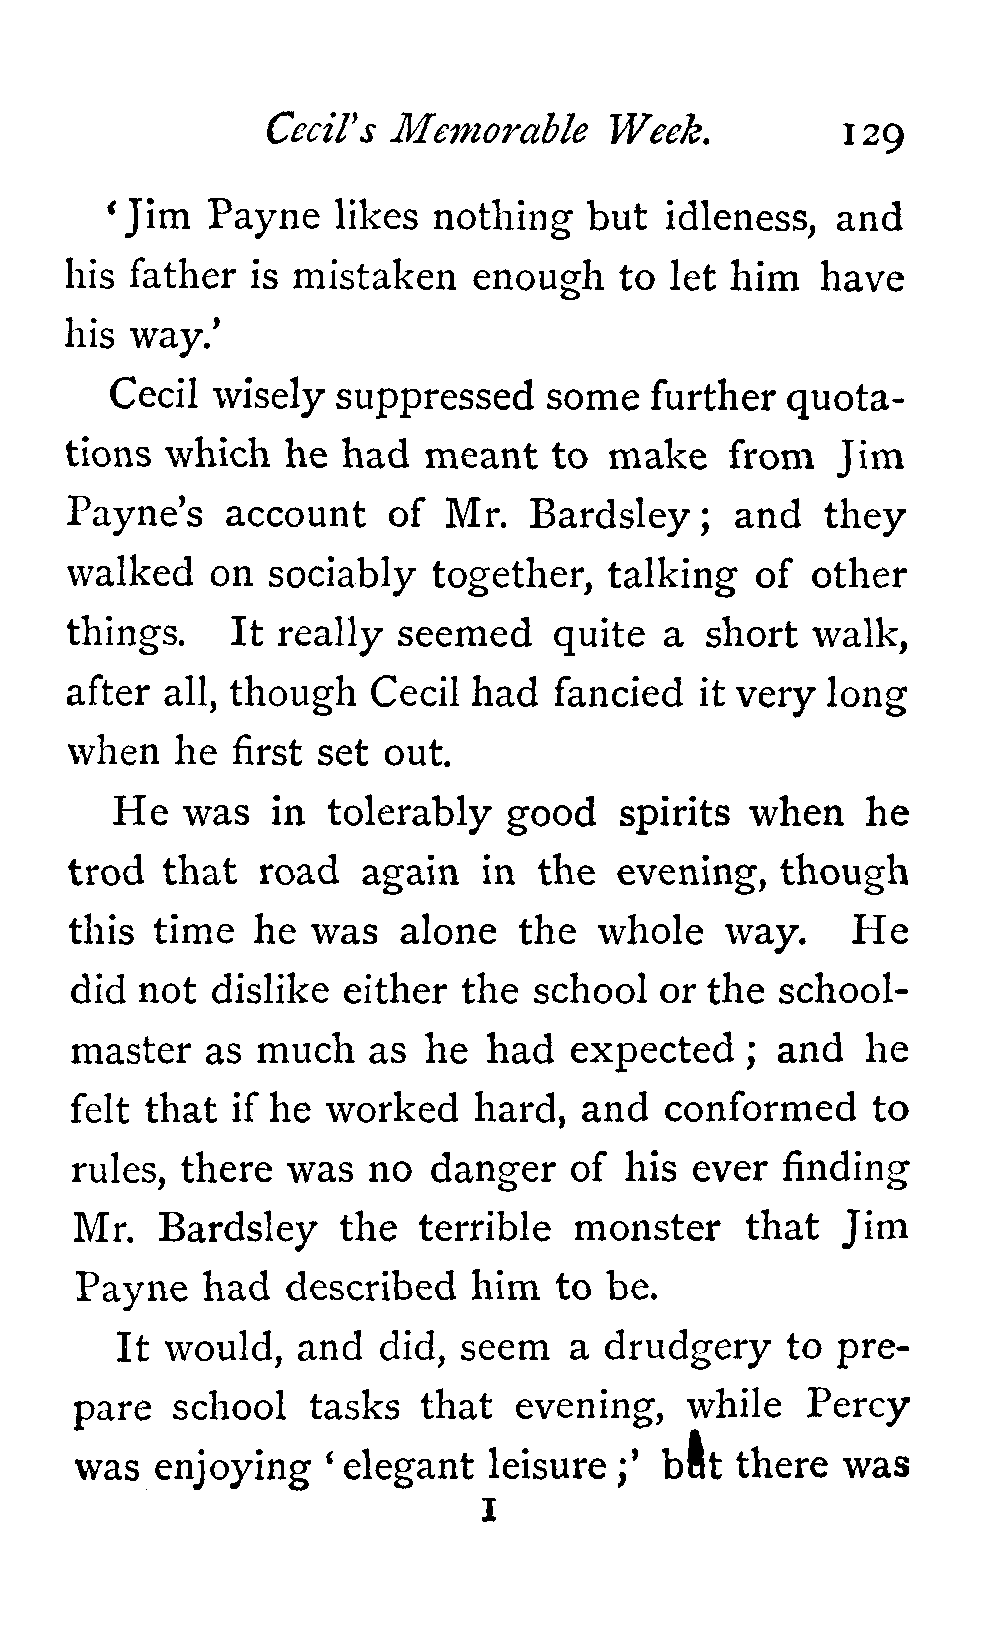 Cecil's Memorable Week. 129
‘Jim Payne likes nothing but idleness, and
his father is mistaken enough to let him have
his way.’
Cecil wisely suppressed some further quota-
tions which he had meant to make from Jim
Payne's account of Mr. Bardsley; and they
walked on sociably together, talking of other
things. It really seemed quite a short walk,
after all, though Cecil had fancied it very long
when he first set out.
He was in tolerably good spirits when he
trod that road again in the evening, though
this time he was alone the whole way. He
did not dislike either the school or the school-
master as much as he had expected; and he
felt that if he worked hard, and conformed to
rules, there was no danger of his ever finding
Mr. Bardsley the terrible monster that Jim
Payne had described him to be.
It would, and did, seem a drudgery to pre-
pare school tasks that evening, while Percy
was enjoying ‘elegant leisure;’ but there was
I